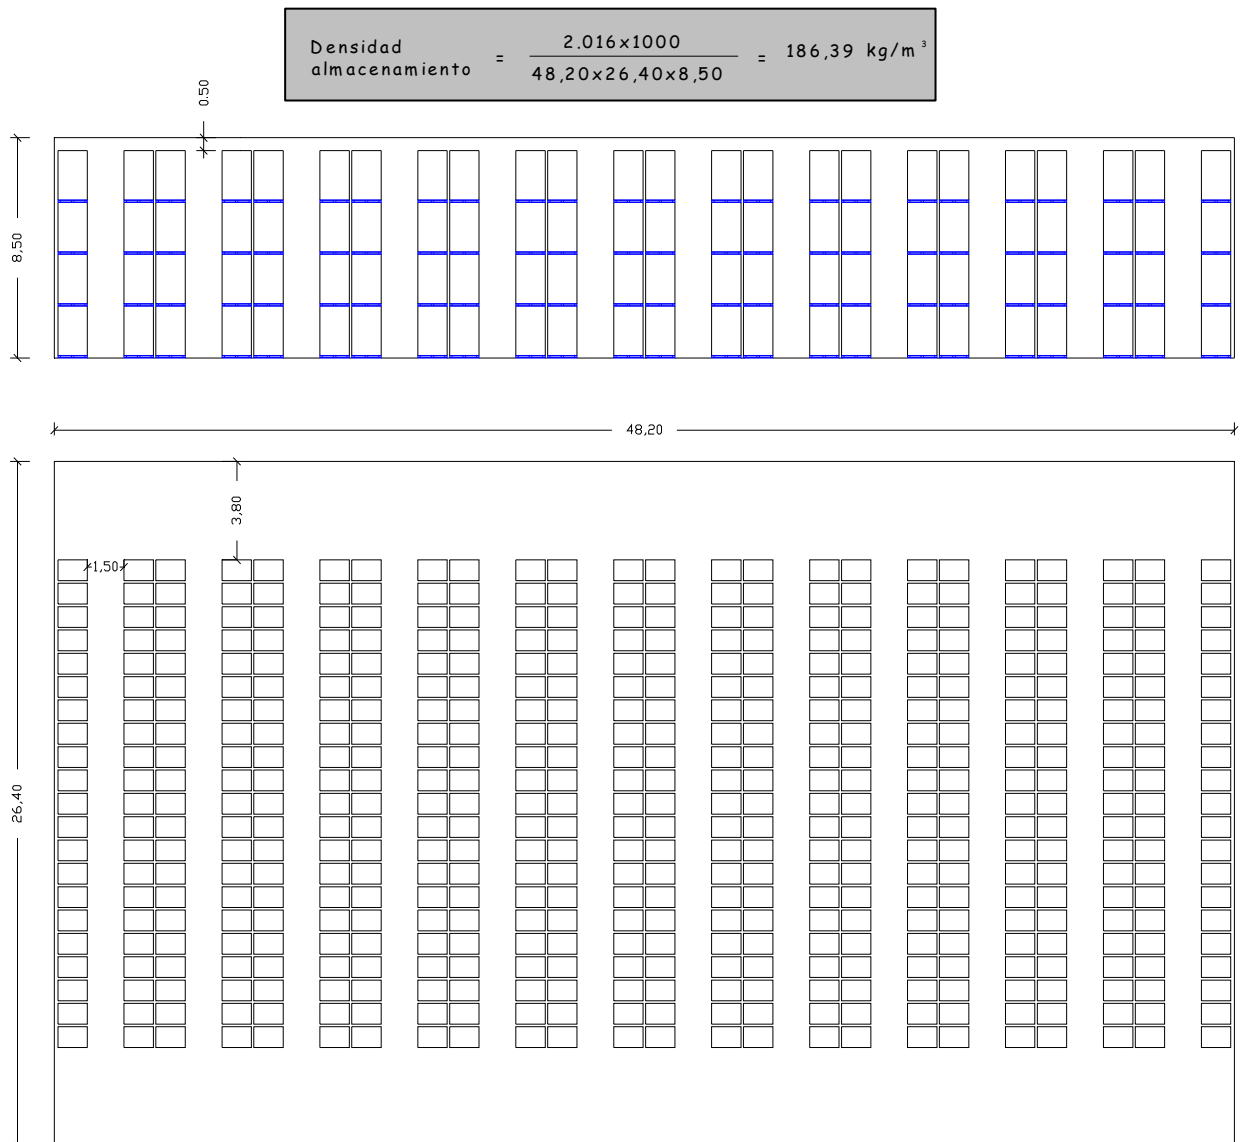 Densidad
almacenamiento
=
2.016x1000
48,20x26,40x8,50
=
186,39 kg/m³
0.50
8,50
48,20
3,80
1,50
26,40